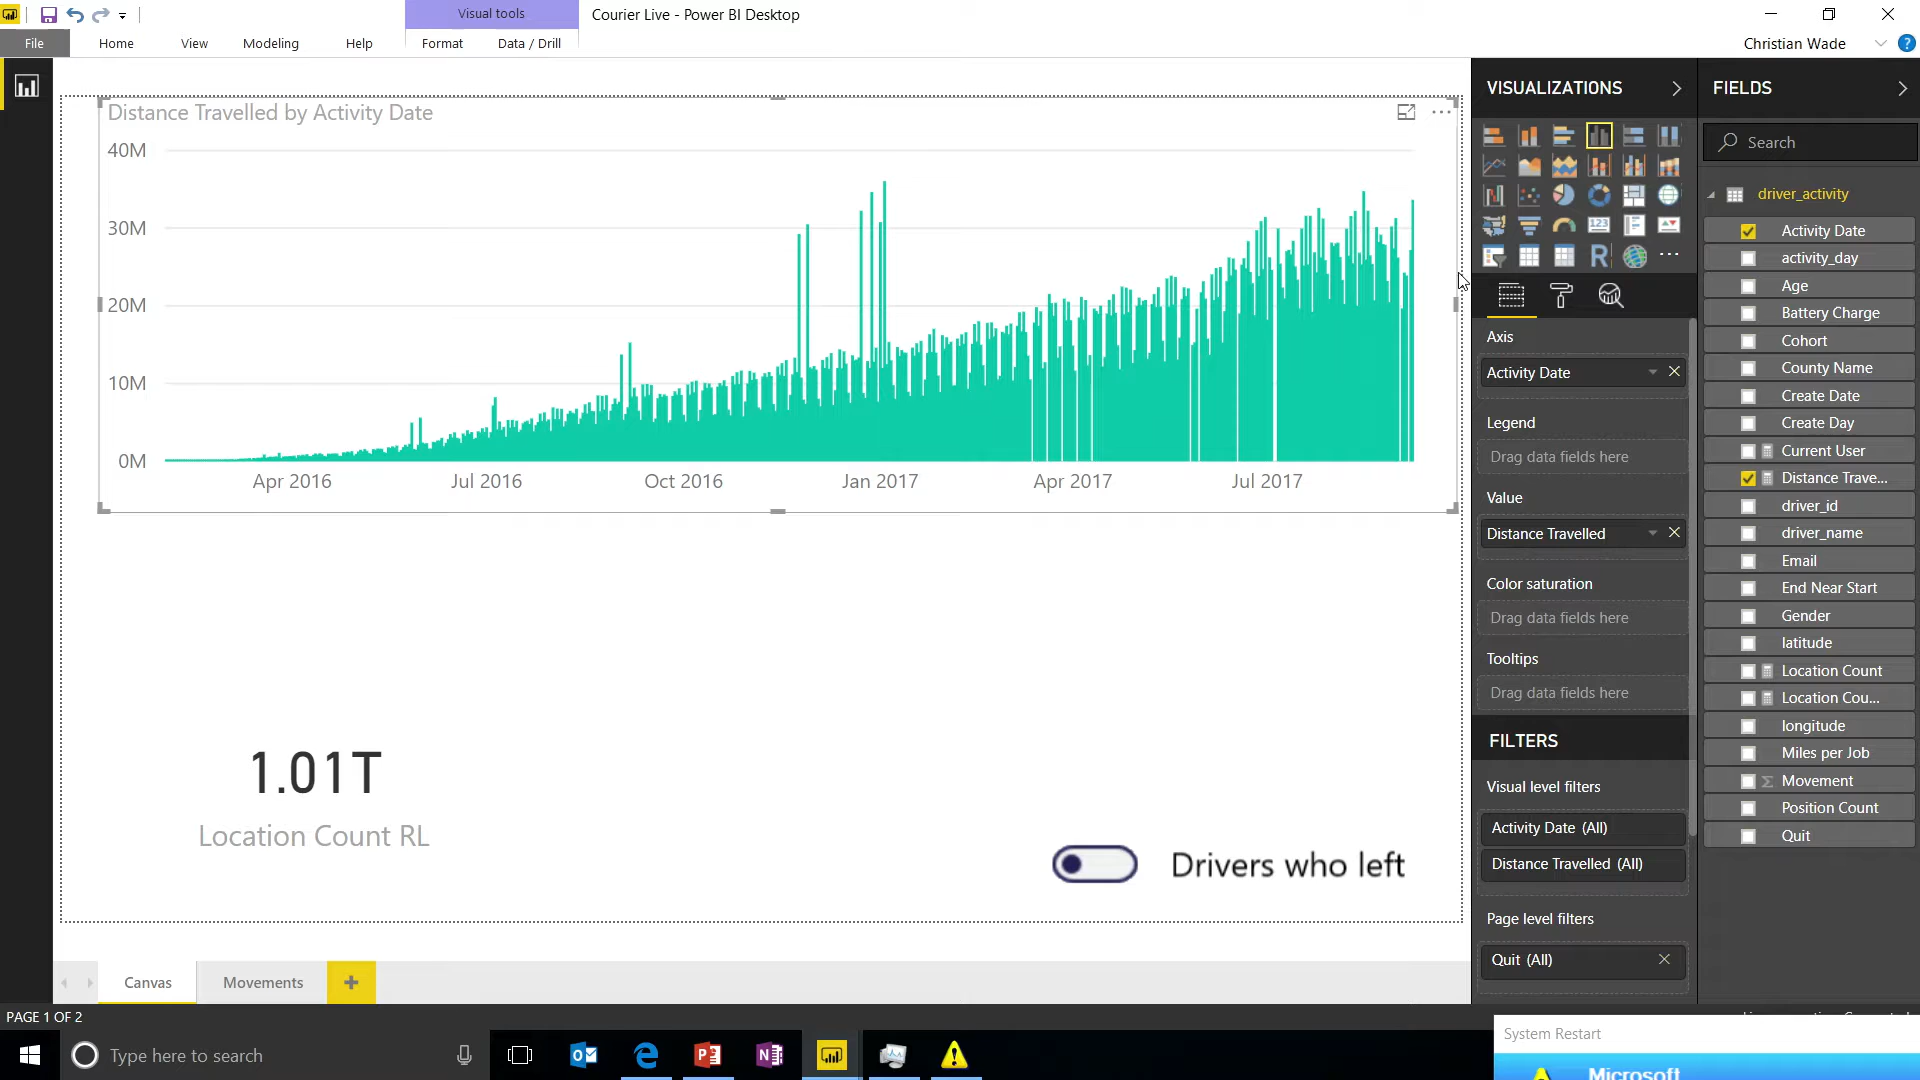 Visual tools
Courier Live - Power BI Desktop
File
Home
View
Modeling
Help
Format
Data / Drill
Christian Wade
?
Distance Travelled by Activity Date
40M
30M
20M
10M
0M
Apr 2016
Jul 2016
Oct 2016
Jan 2017
Apr 2017
Jul 2017
1.01T
Location Count RL
Drivers who left
VISUALIZATIONS
123
R
Axis
Activity Date
Legend
Drag data fields here
Value
Distance Travelled
Color saturation
Drag data fields here
Tooltips
Drag data fields here
FILTERS
Visual level filters
Activity Date (All)
Distance Travelled (All)
Page level filters
Quit (All)
FIELDS
Search
driver_activity
Activity Date
activity_day
Age
Battery Charge
Cohort
County Name
Create Date
Create Day
Current User
Distance Trave...
driver_id
driver_name
Email
End Near Start
Gender
latitude
Location Count
Location Cou...
longitude
Miles per Job
Movement
Position Count
Quit
Canvas
Movements
PAGE 1 OF 2
Type here to search
System Restart
Microsoft